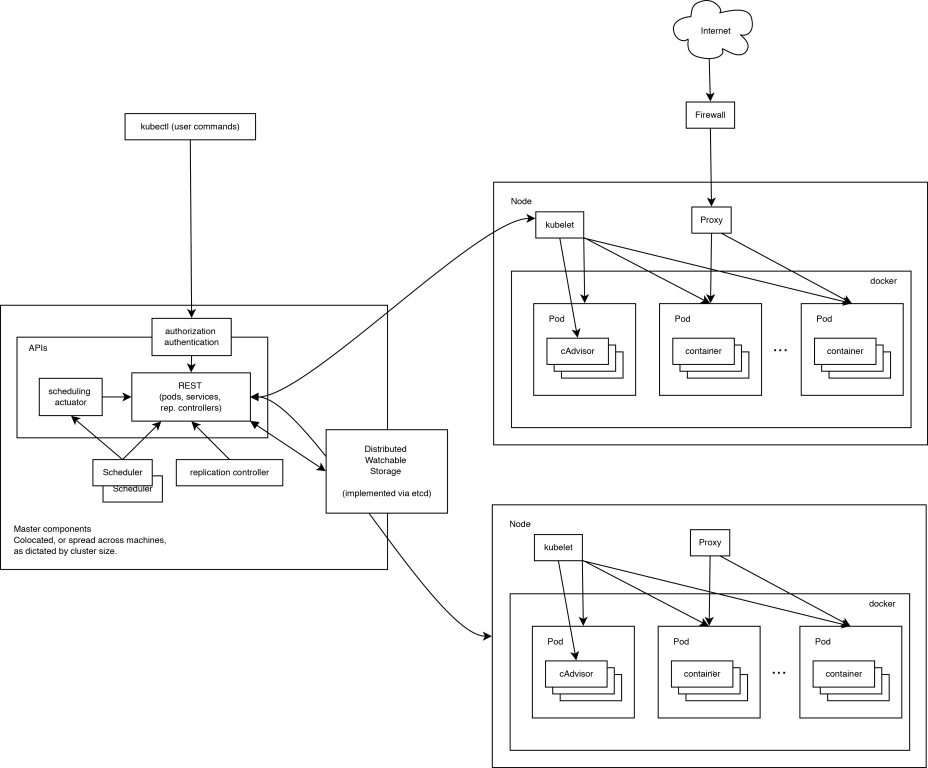 Internet
Firewall
kubectl (user commands)
Node
kubelet
Proxy
docker
Pod
cAdvisor
Pod
container
...
Pod
container
authorization
authentication
APIs
REST
(pods, services,
rep. controllers)
scheduling
actuator
Scheduler
Scheduler
replication controller
Distributed
Watchable
Storage
(implemented via etcd)
Master components
Colocated, or spread across machines,
as dictated by cluster size.
Node
kubelet
Proxy
docker
Pod
cAdvisor
Pod
container
...
Pod
container